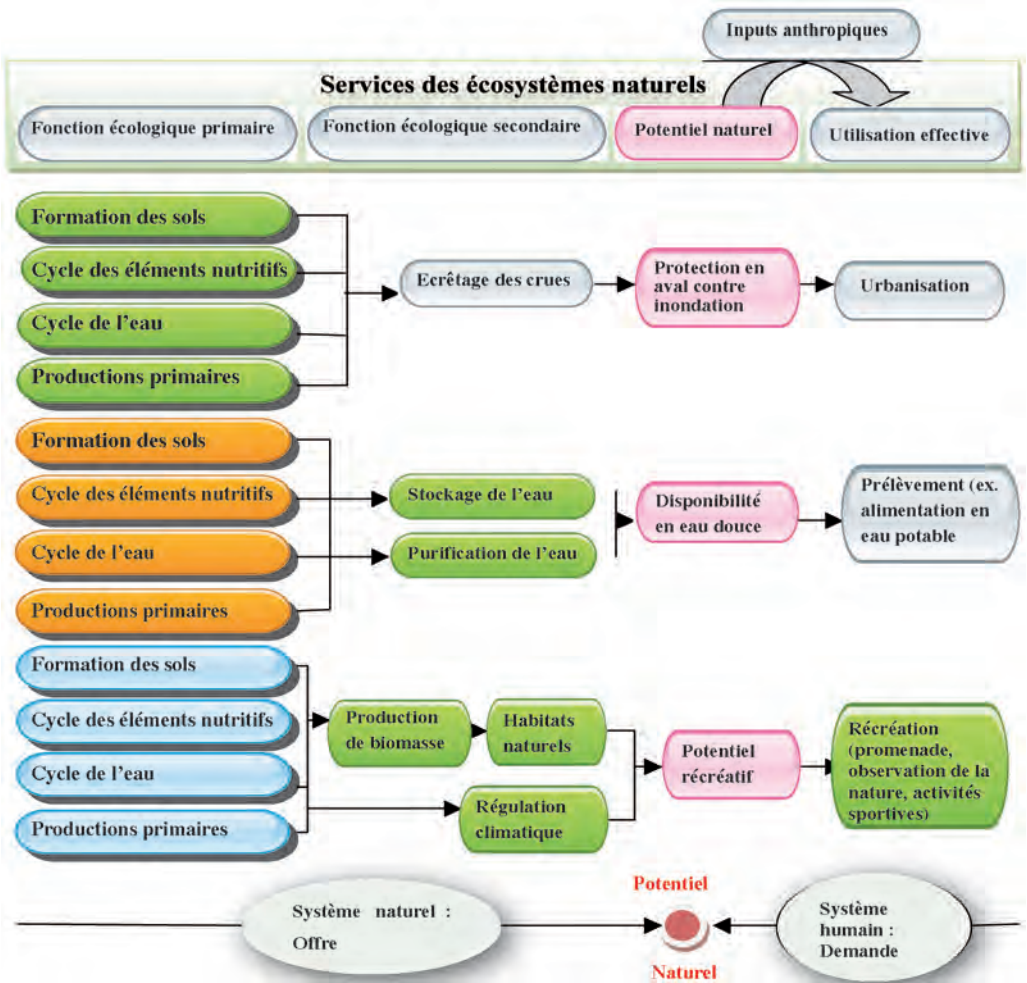 Inputs anthropiques
Services des écosystèmes naturels
Fonction écologique primaire
Fonction écologique secondaire
Potentiel naturel
Utilisation effective
Formation des sols
Cycle des éléments nutritifs
Cycle de l'eau
Productions primaires
Ecrêtage des crues
Protection en
aval contre
inondation
Urbanisation
Formation des sols
Cycle des éléments nutritifs
Cycle de l'eau
Productions primaires
Stockage de l'eau
Purification de l'eau
Disponibilité
en eau douce
Prélèvement (ex.
alimentation en
eau potable
Formation des sols
Cycle des éléments nutritifs
Cycle de l'eau
Productions primaires
Production
de biomasse
Habitats
naturels
Régulation
climatique
Potentiel
récréatif
Récréation
(promenade,
observation de la
nature, activités
sportives)
Système naturel :
Offre
Potentiel
Naturel
Système
humain :
Demande